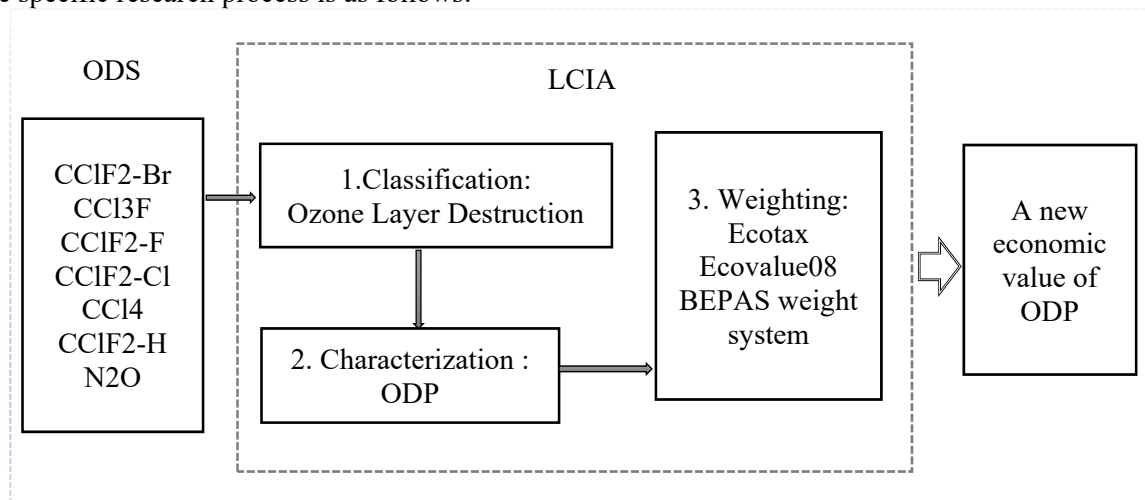 e specific research process is as follows:
ODS
CClF2-Br
CCl3F
CClF2-F
CClF2-Cl
CCl4
CClF2-H
N2O
LCIA
1.Classification:
Ozone Layer Destruction
2. Characterization :
ODP
3. Weighting:
Ecotax
Ecovalue08
BEPAS weight
system
A new
economic
value of
ODP